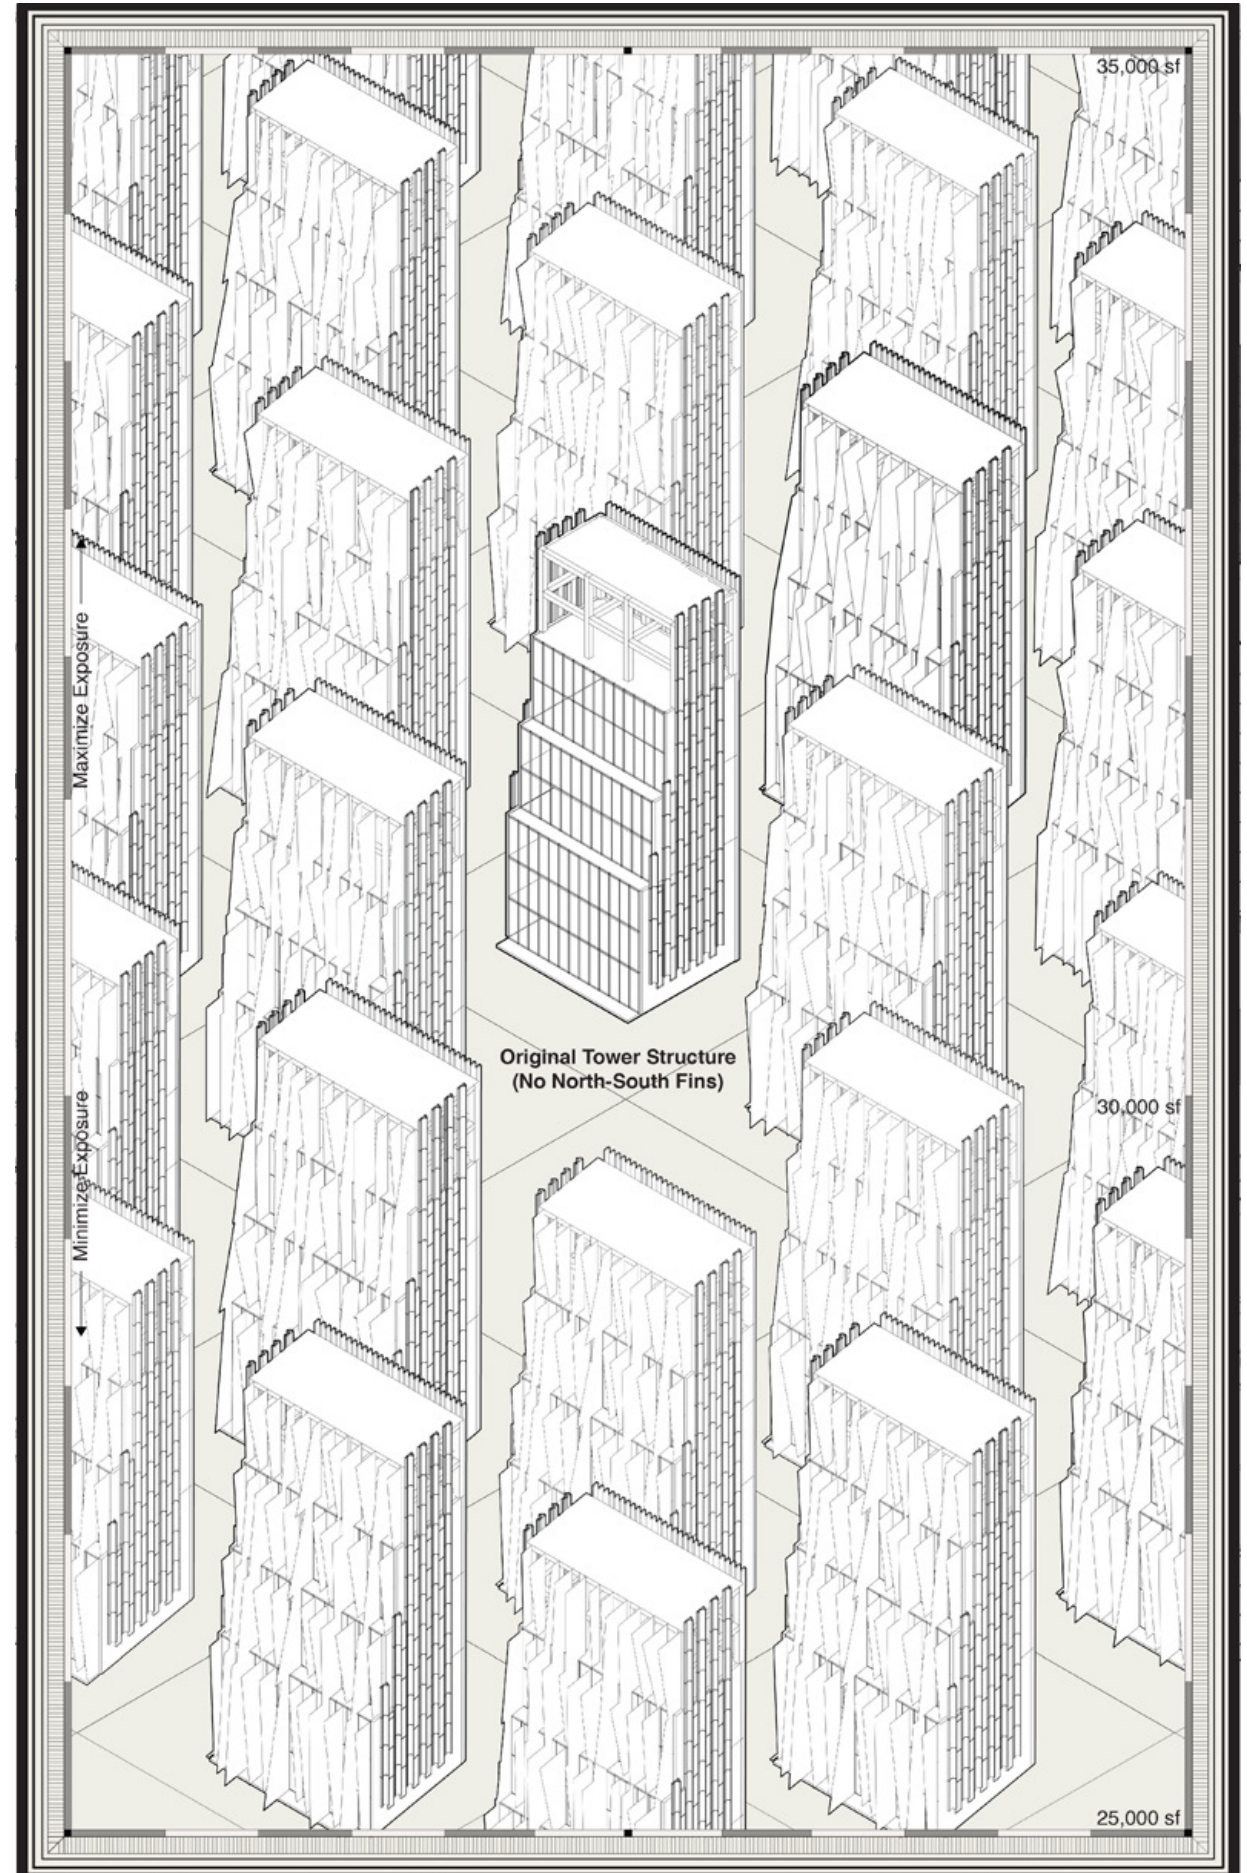 35,000 sf
Maximize Exposure
Original Tower Structure
(No North-South Fins)
30,000 sf
Minimize Exposure
25,000 sf